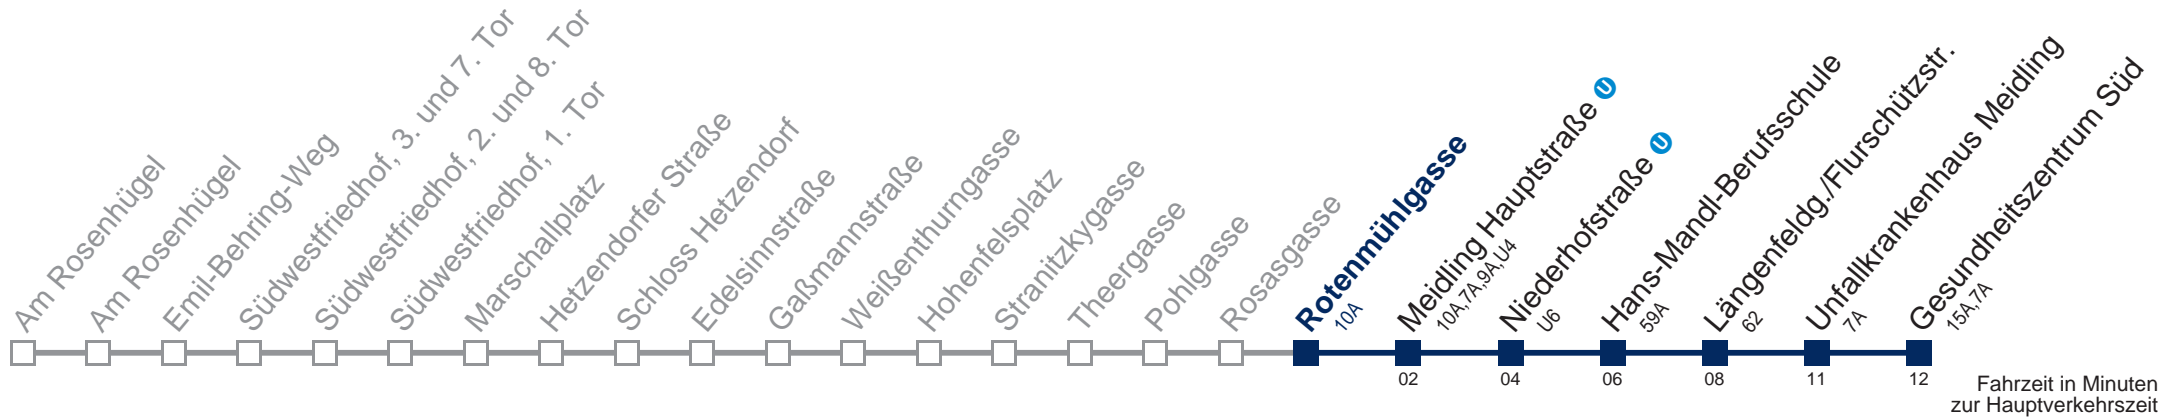 Am Rosenhügel
Am Rosenhügel
Emil-Behring-Weg
Südwestfriedhof, 3. und 7. Tor
Südwestfriedhof, 2. und 8. Tor
Südwestfriedhof, 1. Tor
Marschallplatz
Hetzendorfer Straße
Schloss Hetzendorf
Edelsinnstraße
Gaßmannstraße
Weißenthurngasse
Hohenfelsplatz
Stranitzkygasse
Theergasse
Pohlgasse
Rosasgasse
Rotenmühlgasse
10A
Meidling Hauptstraße U
10A,7A,9A,U4
02
Niederhofstraße U
U6
04
Hans-Mandl-Berufsschule
59A
06
Längenfeldg./Flurschützstr.
62
08
Unfallkrankenhaus Meidling
7A
11
Gesundheitszentrum Süd
15A,7A
12
Fahrzeit in Minuten
zur Hauptverkehrszeit